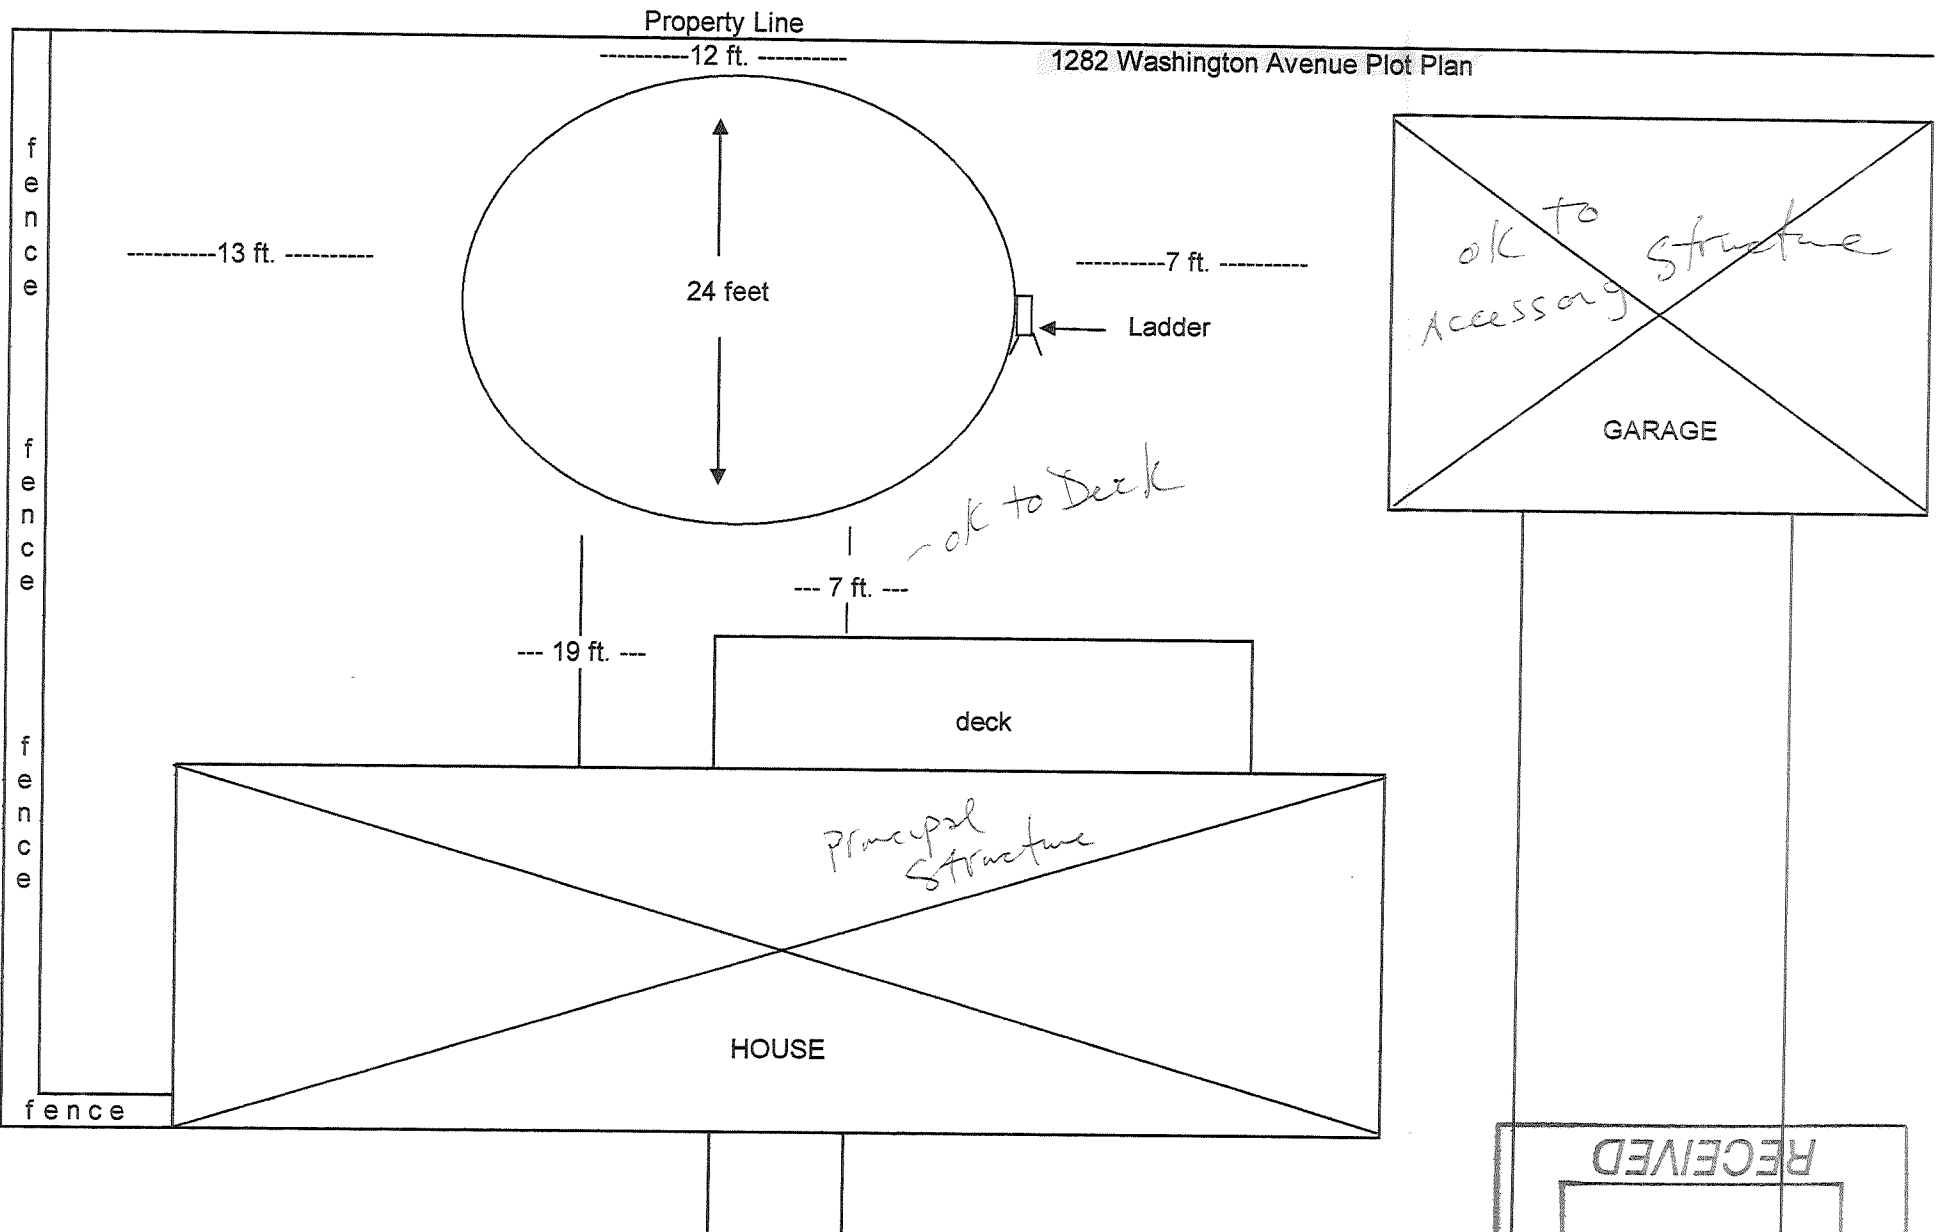 Property Line
----------12 ft. ----------
1282 Washington Avenue Plot Plan
fence
fence
fence
fence
----------13 ft. ----------
24 feet
----------7 ft. ----------
Ladder
ok to
Accessory structure
GARAGE
- ok to Deck
--- 7 ft. ---
--- 19 ft. ---
deck
principal
structure
HOUSE
RECEIVED